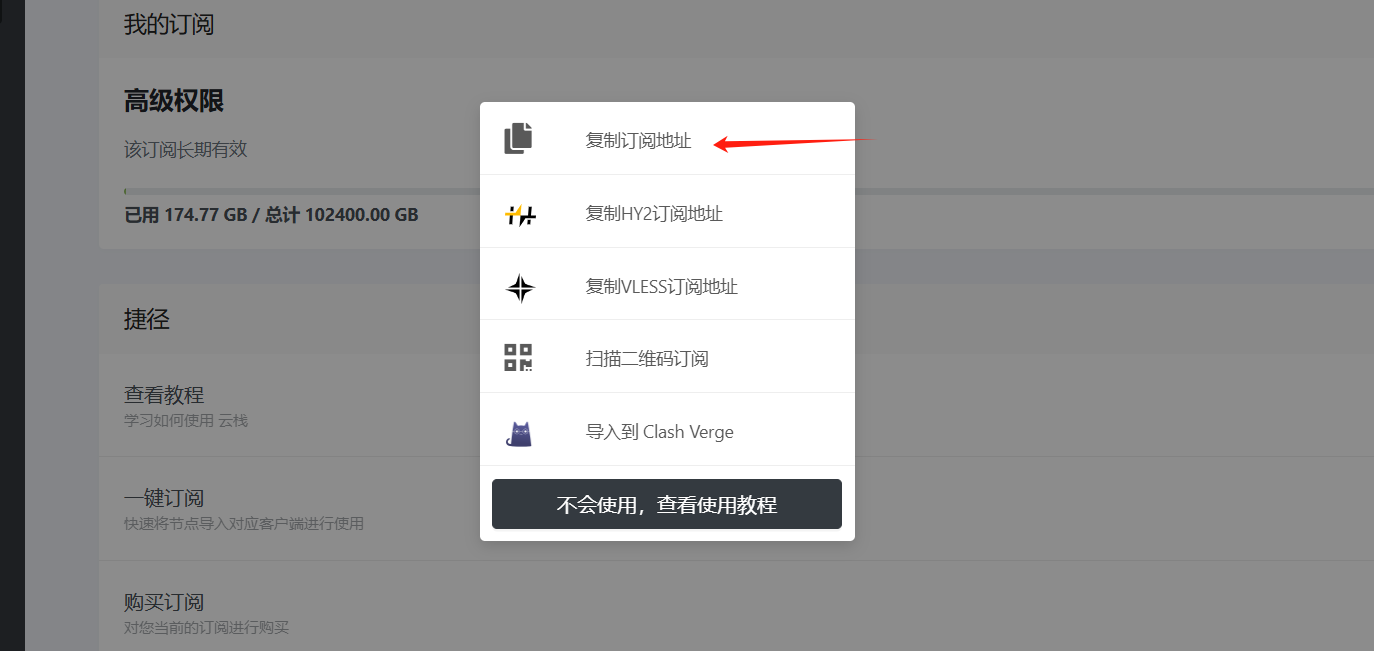 我的订阅
高级权限
该订阅长期有效
已用 174.77 GB / 总计 102400.00 GB
捷径
查看教程
学习如何使用 云栈
一键订阅
快速将节点导入对应客户端进行使用
购买订阅
对您当前的订阅进行购买
复制订阅地址
复制HY2订阅地址
复制VLESS订阅地址
扫描二维码订阅
导入到 Clash Verge
不会使用，查看使用教程